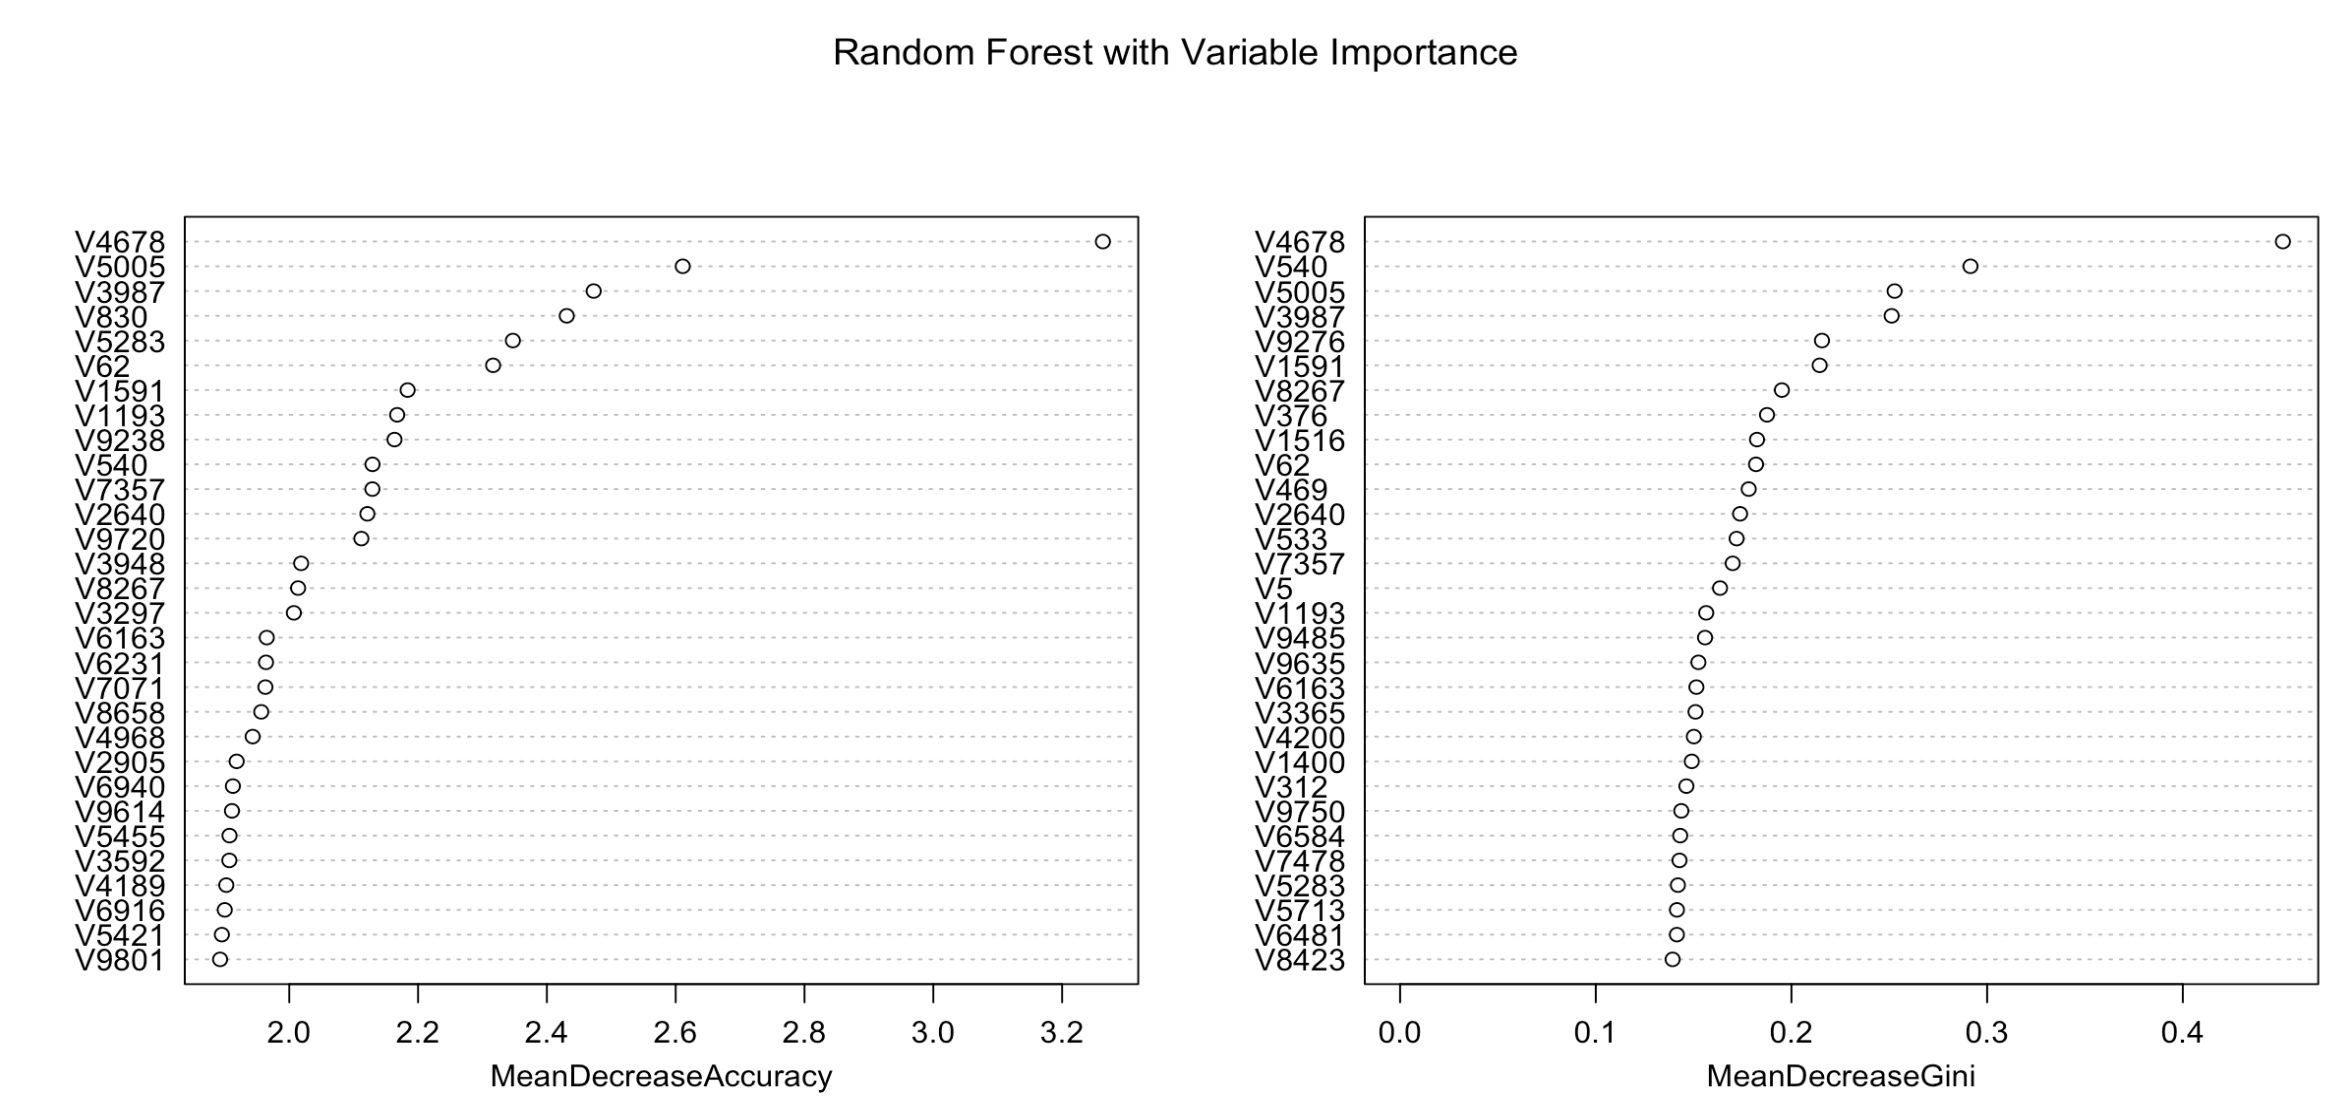 Random Forest with Variable Importance
V4678
V5005
V3987
V830
V5283
V62
V1591
V1193
V9238
V540
V7357
V2640
V9720
V3948
V8267
V3297
V6163
V6231
V7071
V8658
V4968
V2905
V6940
V9614
V5455
V3592
V4189
V6916
V5421
V9801
2.0 2.2 2.4 2.6 2.8 3.0 3.2
MeanDecreaseAccuracy
V4678
V540
V5005
V3987
V9276
V1591
V8267
V376
V1516
V62
V469
V2640
V533
V7357
V5
V1193
V9485
V9635
V6163
V3365
V4200
V1400
V312
V9750
V6584
V7478
V5283
V5713
V6481
V8423
0.0 0.1 0.2 0.3 0.4
MeanDecreaseGini